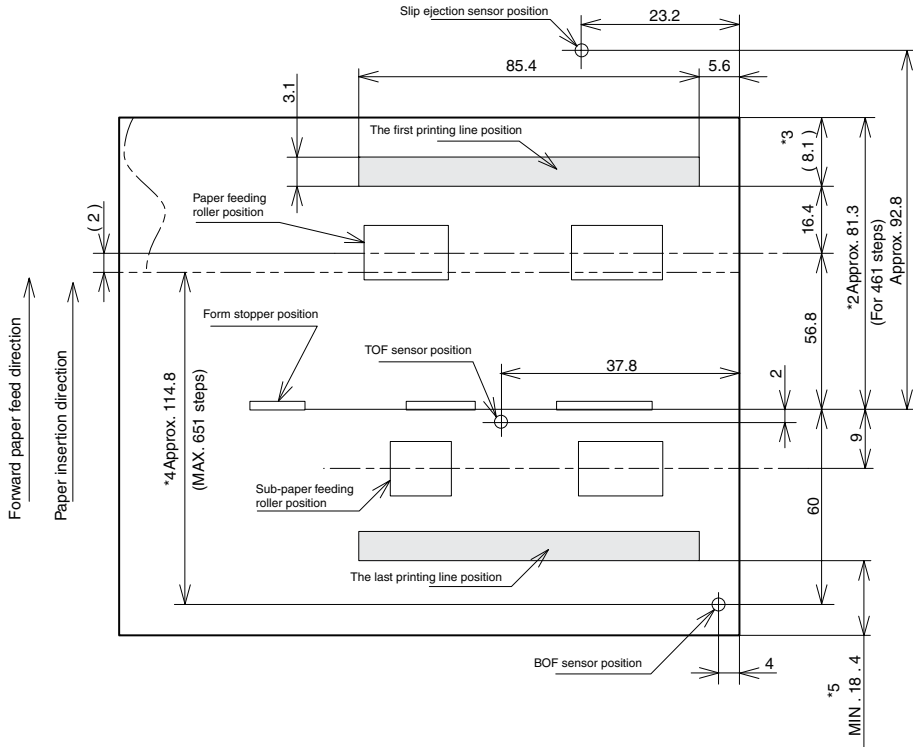 Slip ejection sensor position
23.2
85.4
5.6
3.1
The first printing line position
*3
( 8.1 )
Paper feeding
roller position
16.4
( 2 )
*2 Approx. 81.3
(For 461 steps)
Approx. 92.8
Forward paper feed direction
Paper insertion direction
Form stopper position
TOF sensor position
56.8
37.8
2
*4 Approx. 114.8
(MAX. 651 steps)
9
Sub-paper feeding
roller position
60
The last printing line position
BOF sensor position
4
*5
MIN . 18 . 4